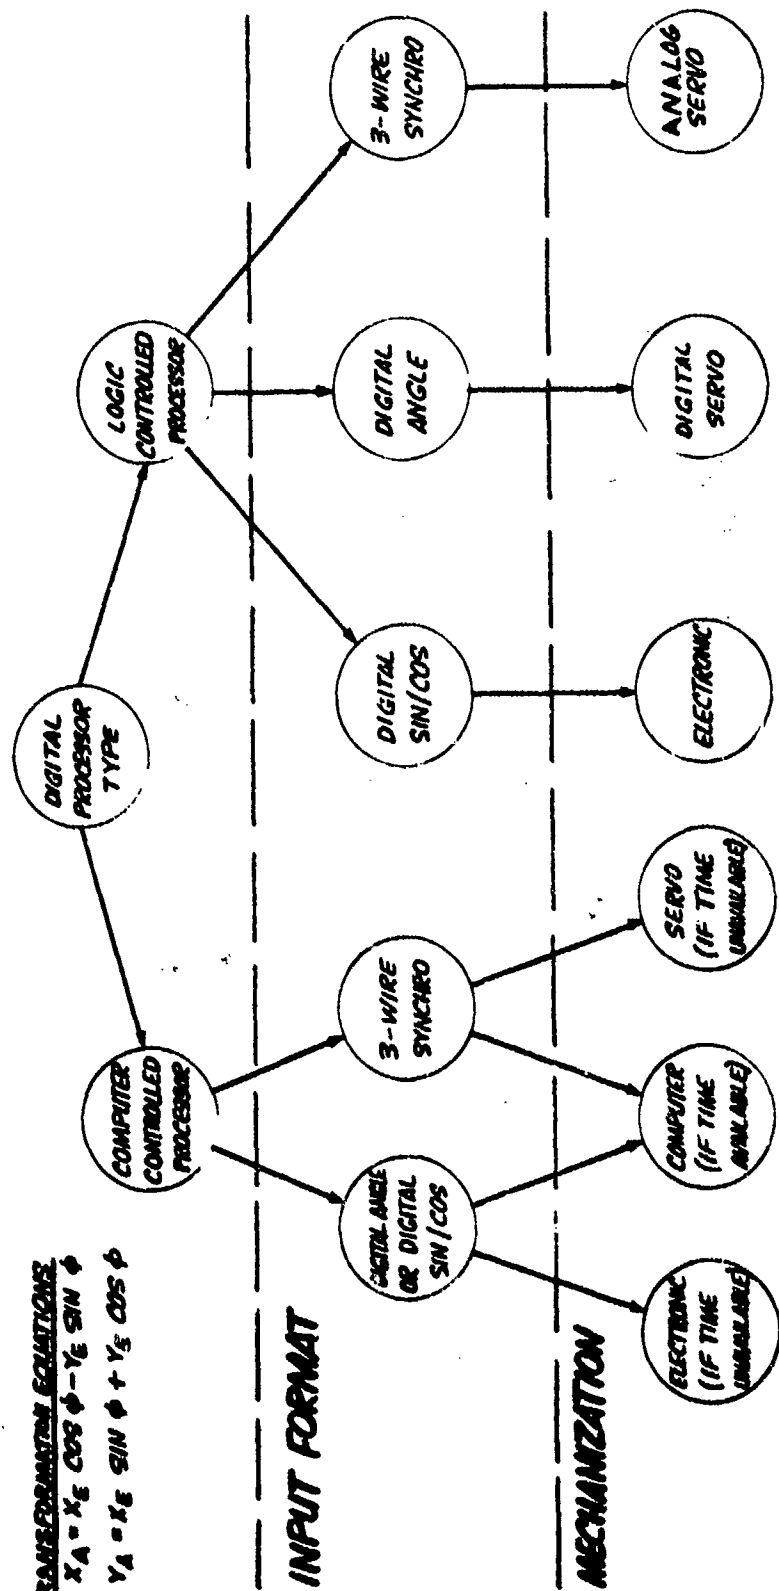 TRANSFORMATION EQUATIONS
X_A = X_E COS φ - Y_E SIN φ
Y_A = X_E SIN φ + Y_E COS φ
DIGITAL
PROCESSOR
TYPE
COMPUTER
CONTROLLED
PROCESSOR
LOGIC
CONTROLLED
PROCESSOR
INPUT FORMAT
DIGITAL ANGLE
OR DIGITAL
SIN/COS
3-WIRE
SYNCHRO
DIGITAL
SIN/COS
DIGITAL
ANGLE
3-WIRE
SYNCHRO
MECHANIZATION
ELECTRONIC
(IF TIME
UNAVAILABLE)
COMPUTER
(IF TIME
AVAILABLE)
SERVO
(IF TIME
UNAVAILABLE)
ELECTRONIC
DIGITAL
SERVO
ANALOG
SERVO